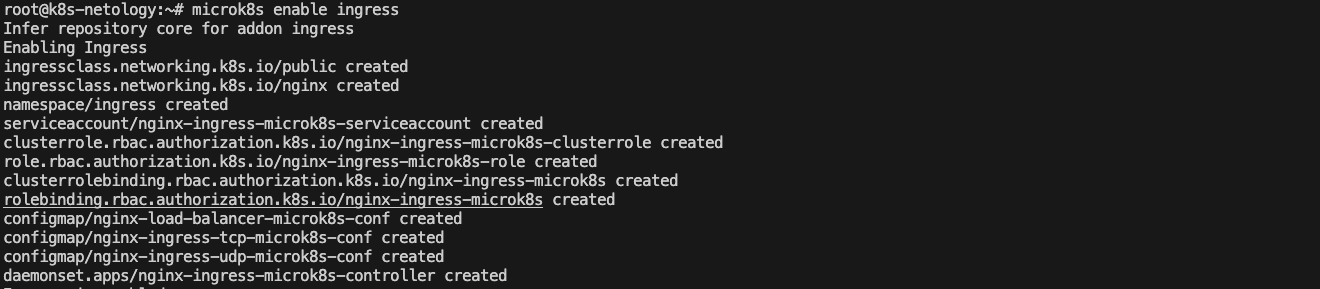 root@k8s-netology:~# microk8s enable ingress
Infer repository core for addon ingress
Enabling Ingress
ingressclass.networking.k8s.io/public created
ingressclass.networking.k8s.io/nginx created
namespace/ingress created
serviceaccount/nginx-ingress-microk8s-serviceaccount created
clusterrole.rbac.authorization.k8s.io/nginx-ingress-microk8s-clusterrole created
role.rbac.authorization.k8s.io/nginx-ingress-microk8s-role created
clusterrolebinding.rbac.authorization.k8s.io/nginx-ingress-microk8s created
rolebinding.rbac.authorization.k8s.io/nginx-ingress-microk8s created
configmap/nginx-load-balancer-microk8s-conf created
configmap/nginx-ingress-tcp-microk8s-conf created
configmap/nginx-ingress-udp-microk8s-conf created
daemonset.apps/nginx-ingress-microk8s-controller created